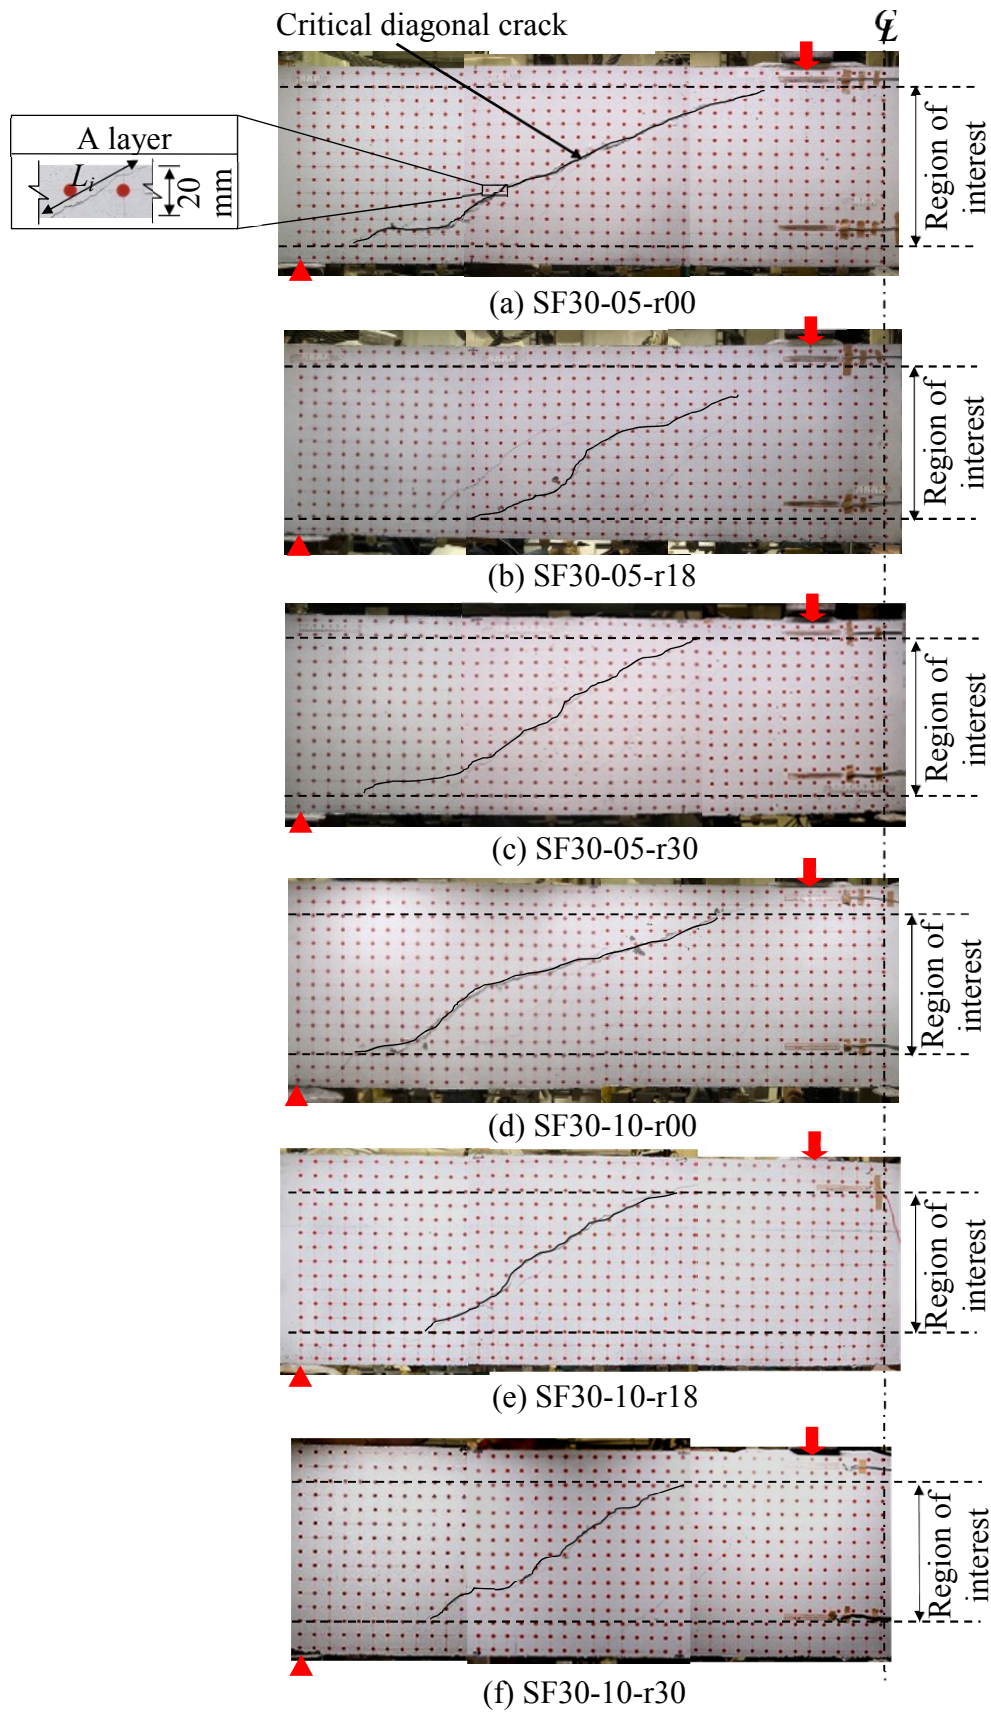 Critical diagonal crack
℄
A layer
Lᵢ
20
mm
Region of
interest
(a) SF30-05-r00
Region of
interest
(b) SF30-05-r18
Region of
interest
(c) SF30-05-r30
Region of
interest
(d) SF30-10-r00
Region of
interest
(e) SF30-10-r18
Region of
interest
(f) SF30-10-r30